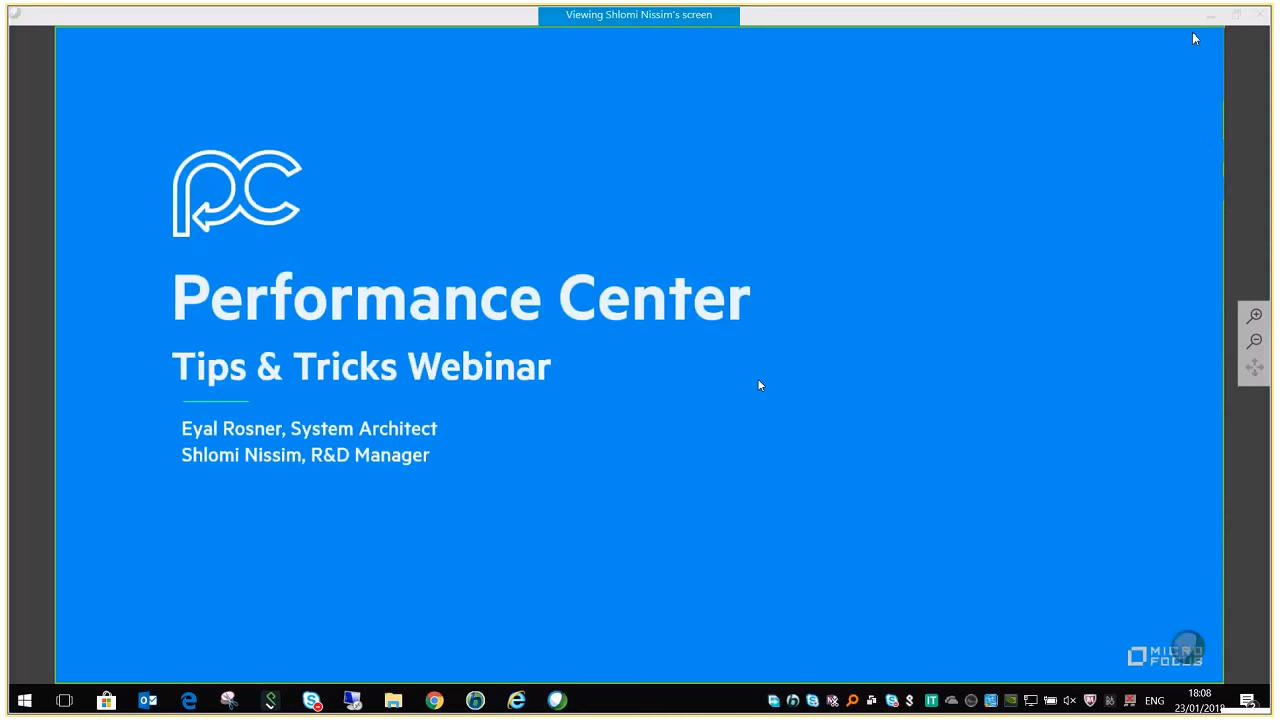 Viewing Shlomi Nissim's screen
pc
Performance Center
Tips & Tricks Webinar
Eyal Rosner, System Architect
Shlomi Nissim, R&D Manager
MICRO
FOCUS
ENG
18:08
23/01/2018